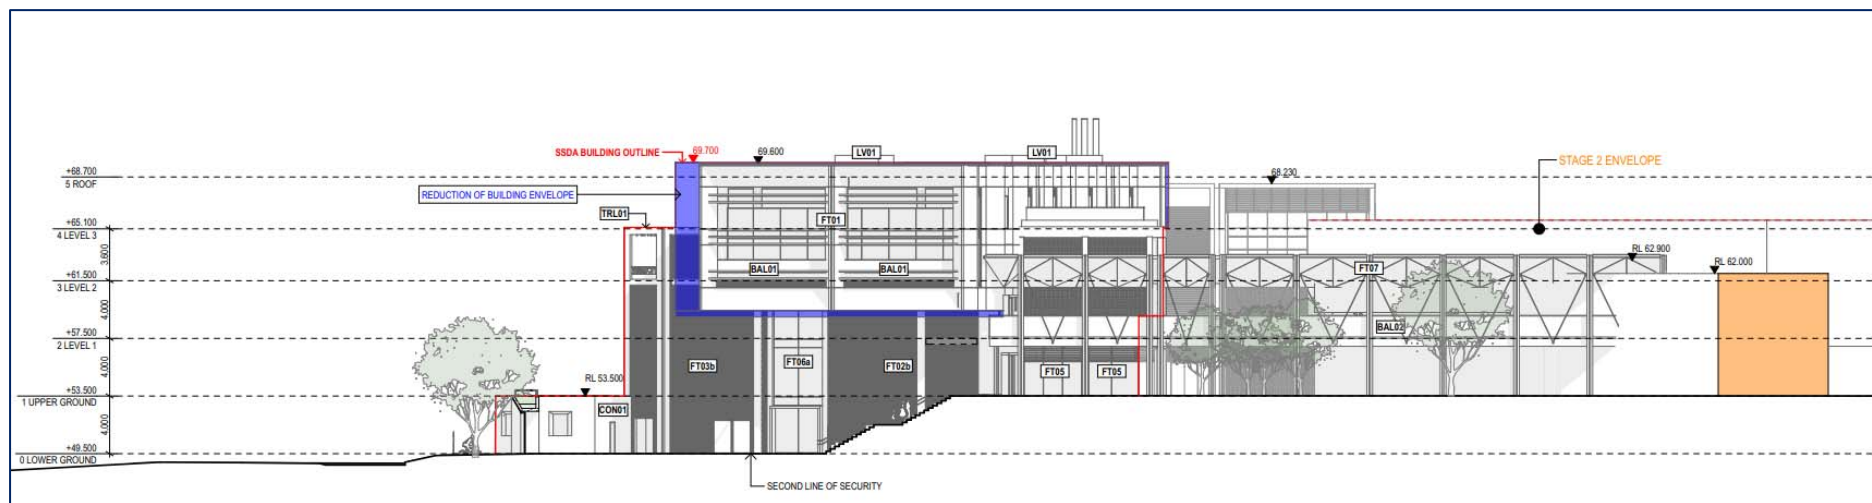 SSDA BUILDING OUTLINE
69.700
69.600
LV01
LV01
STAGE 2 ENVELOPE
+68.700
5 ROOF
68.230
REDUCTION OF BUILDING ENVELOPE
TRL01
FT01
+65.100
4 LEVEL 3
3.600
BAL01
BAL01
RL 62.900
FT07
RL 62.000
+61.500
3 LEVEL 2
4.000
BAL02
+57.500
2 LEVEL 1
4.000
FT03b
FT06a
FT02b
FT05
FT05
RL 53.500
+53.500
1 UPPER GROUND
CON01
4.000
+49.500
0 LOWER GROUND
SECOND LINE OF SECURITY